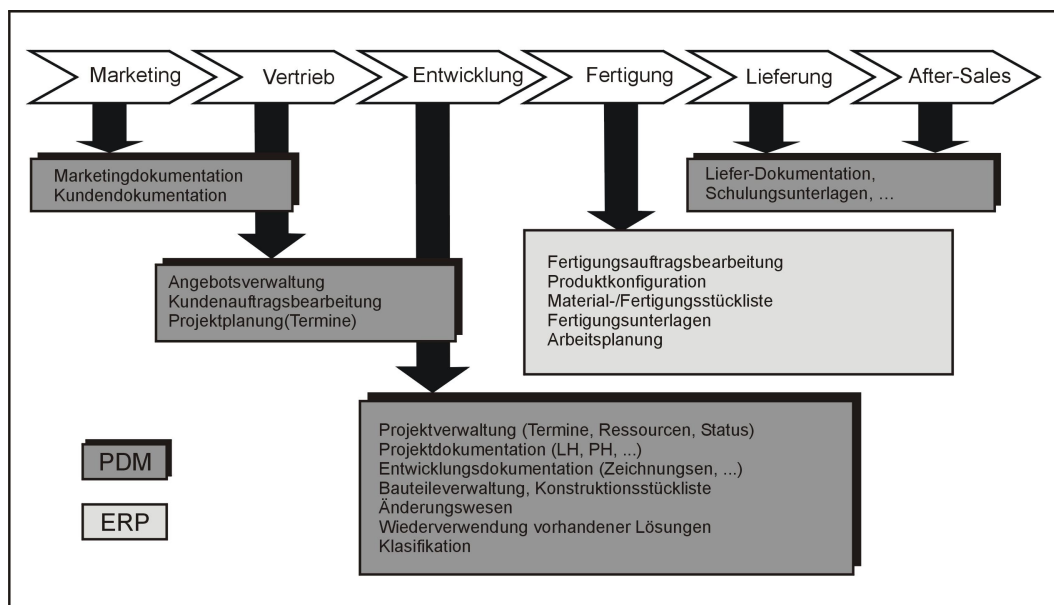 Marketing
Vertrieb
Entwicklung
Fertigung
Lieferung
After-Sales
Marketingdokumentation
Kundendokumentation
Liefer-Dokumentation,
Schulungsunterlagen, …
Angebotsverwaltung
Kundenauftragsbearbeitung
Projektplanung(Termine)
Fertigungsauftragsbearbeitung
Produktkonfiguration
Material-/Fertigungsstückliste
Fertigungsunterlagen
Arbeitsplanung
Projektverwaltung (Termine, Ressourcen, Status)
Projektdokumentation (LH, PH, ...)
Entwicklungsdokumentation (Zeichnungsen, ...)
Bauteileverwaltung, Konstruktionsstückliste
Änderungswesen
Wiederverwendung vorhandener Lösungen
Klasifikation
PDM
ERP